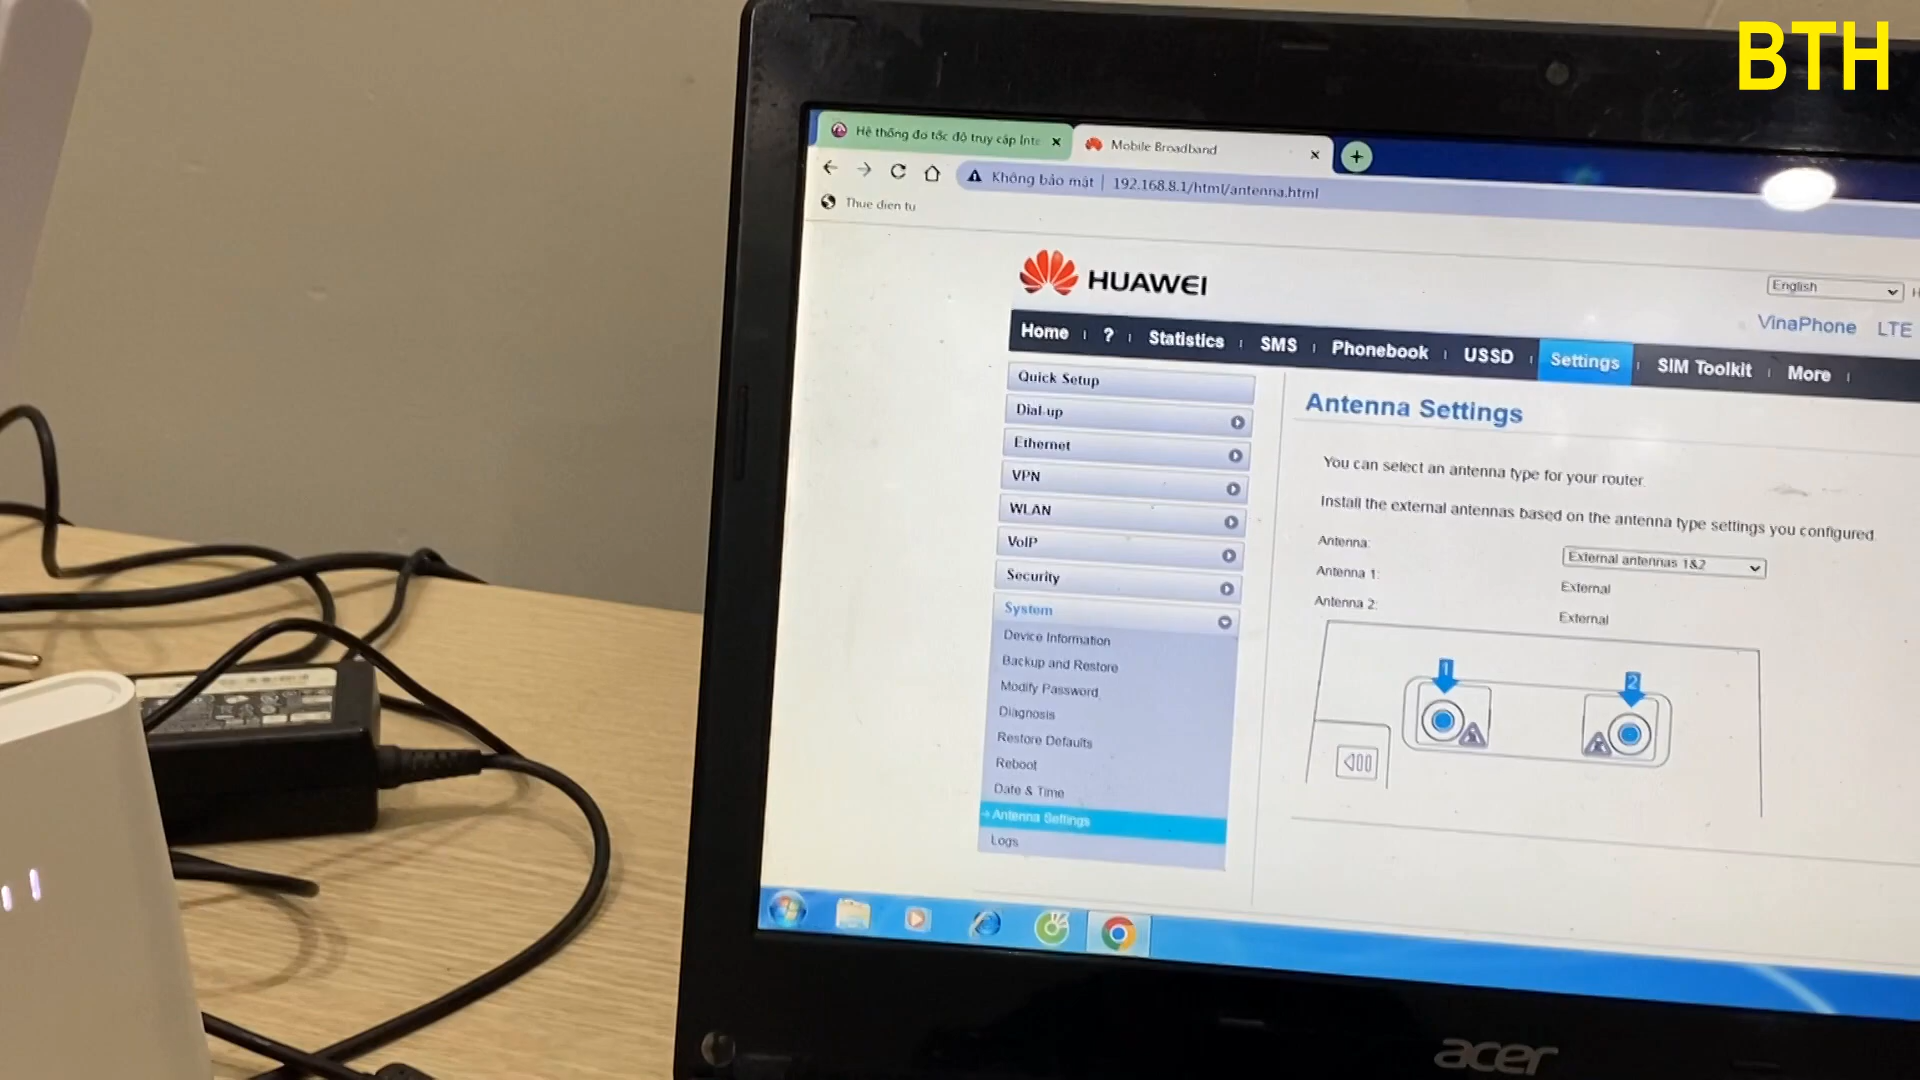 BTH
Hệ thống đo tốc độ truy cập Inte
Mobile Broadband
Không bảo mật | 192.168.8.1/html/antenna.html
Thue dien tu
HUAWEI
English
VinaPhone LTE
Home ? Statistics SMS Phonebook USSD Settings SIM Toolkit More
Quick Setup
Dial-up
Ethernet
VPN
WLAN
VoIP
Security
System
Device Information
Backup and Restore
Modify Password
Diagnosis
Restore Defaults
Reboot
Date & Time
Antenna Settings
Logs
Antenna Settings
You can select an antenna type for your router.
Install the external antennas based on the antenna type settings you configured.
Antenna: External antennas 1&2
Antenna 1: External
Antenna 2: External
1 2
acer